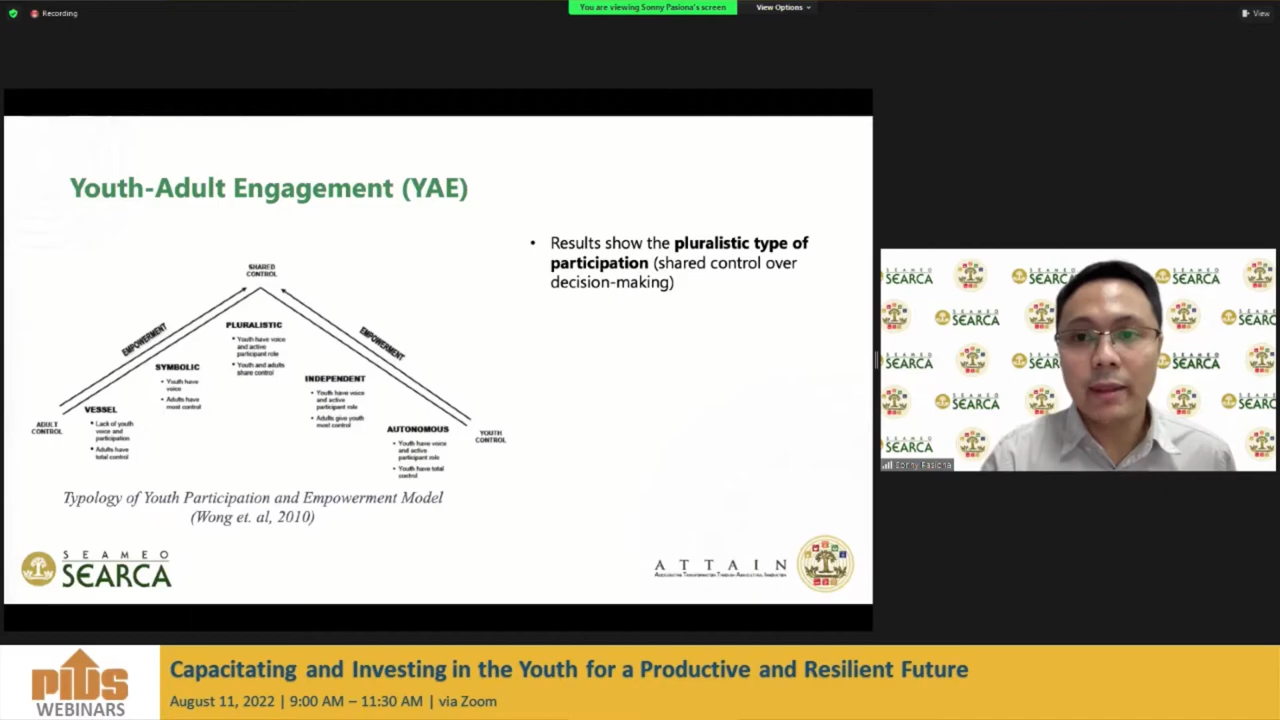 Recording
You are viewing Sonny Pasiona's screen
View Options
View
Youth-Adult Engagement (YAE)
• Results show the pluralistic type of
participation (shared control over
decision-making)
SHARED
CONTROL
EMPOWERMENT
EMPOWERMENT
PLURALISTIC
• Youth have voice
and active
participant role
• Youth and adults
share control
SYMBOLIC
• Youth have
voice
• Adults have
most control
INDEPENDENT
• Youth have voice
and active
participant role
• Adults give youth
most control
VESSEL
• Lack of youth
voice and
participation
• Adults have
total control
ADULT
CONTROL
AUTONOMOUS
• Youth have voice
and active
participant role
• Youth have total
control
YOUTH
CONTROL
Typology of Youth Participation and Empowerment Model
(Wong et. al, 2010)
SEAMEO
SEARCA
ATTAIN
Accelerating Transformation Through Agricultural Innovation
SEAMEO
SEARCA
Sonny Pasiona
PIDS
WEBINARS
Capacitating and Investing in the Youth for a Productive and Resilient Future
August 11, 2022 | 9:00 AM – 11:30 AM | via Zoom